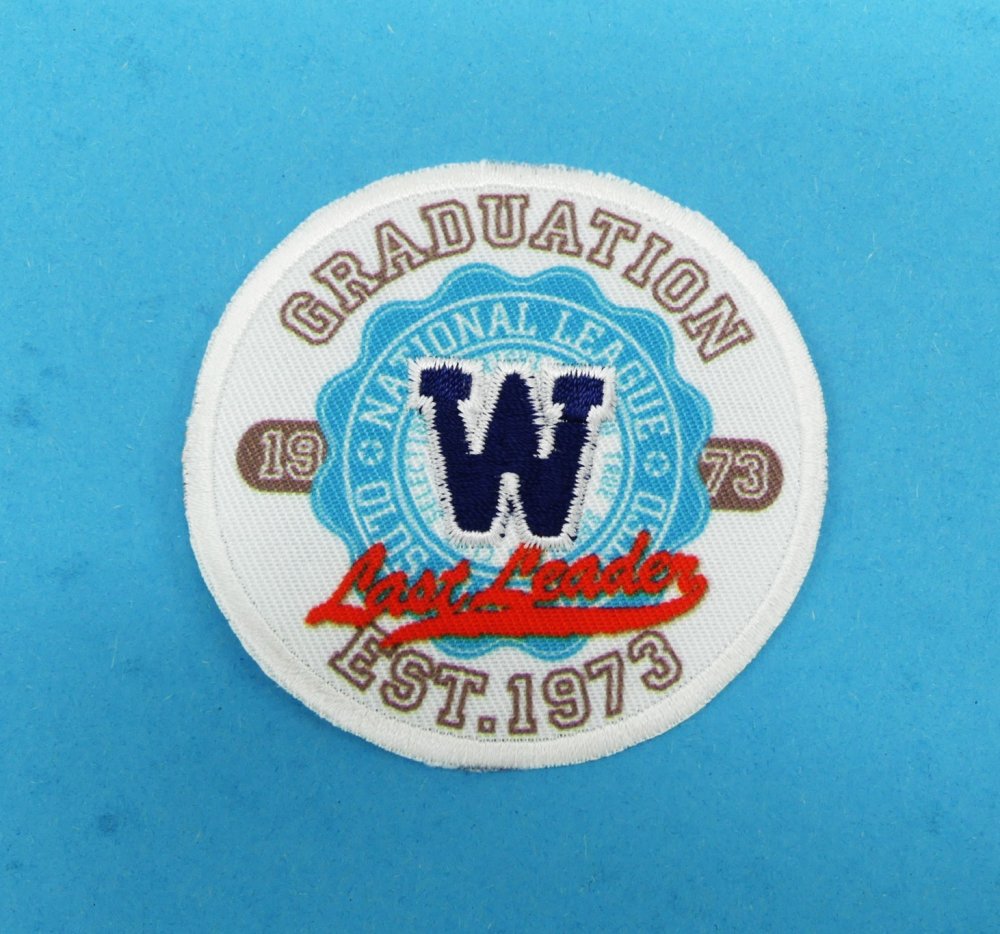 GRADUATION
NATIONAL LEAGUE
W
19 73
Last Leader
EST.1973